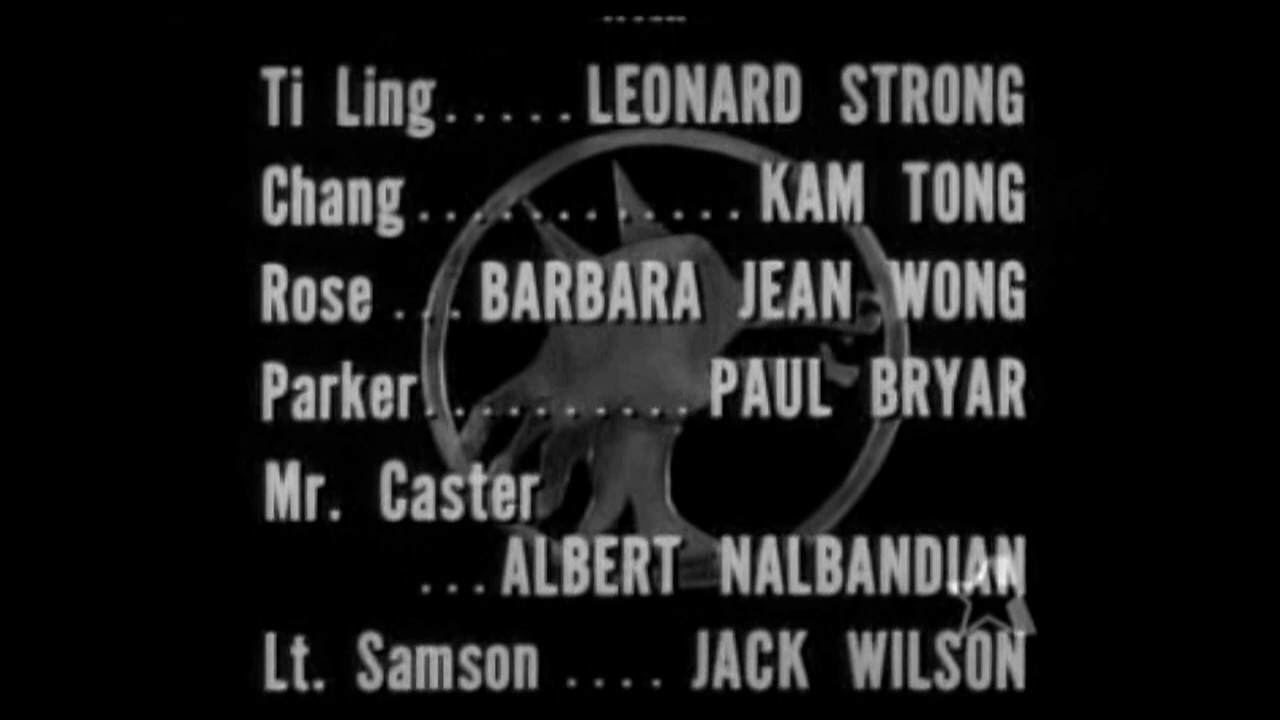 Ti Ling.....LEONARD STRONG
Chang............KAM TONG
Rose ...BARBARA JEAN WONG
Parker...........PAUL BRYAR
Mr. Caster
...ALBERT NALBANDIAN
Lt. Samson ....JACK WILSON